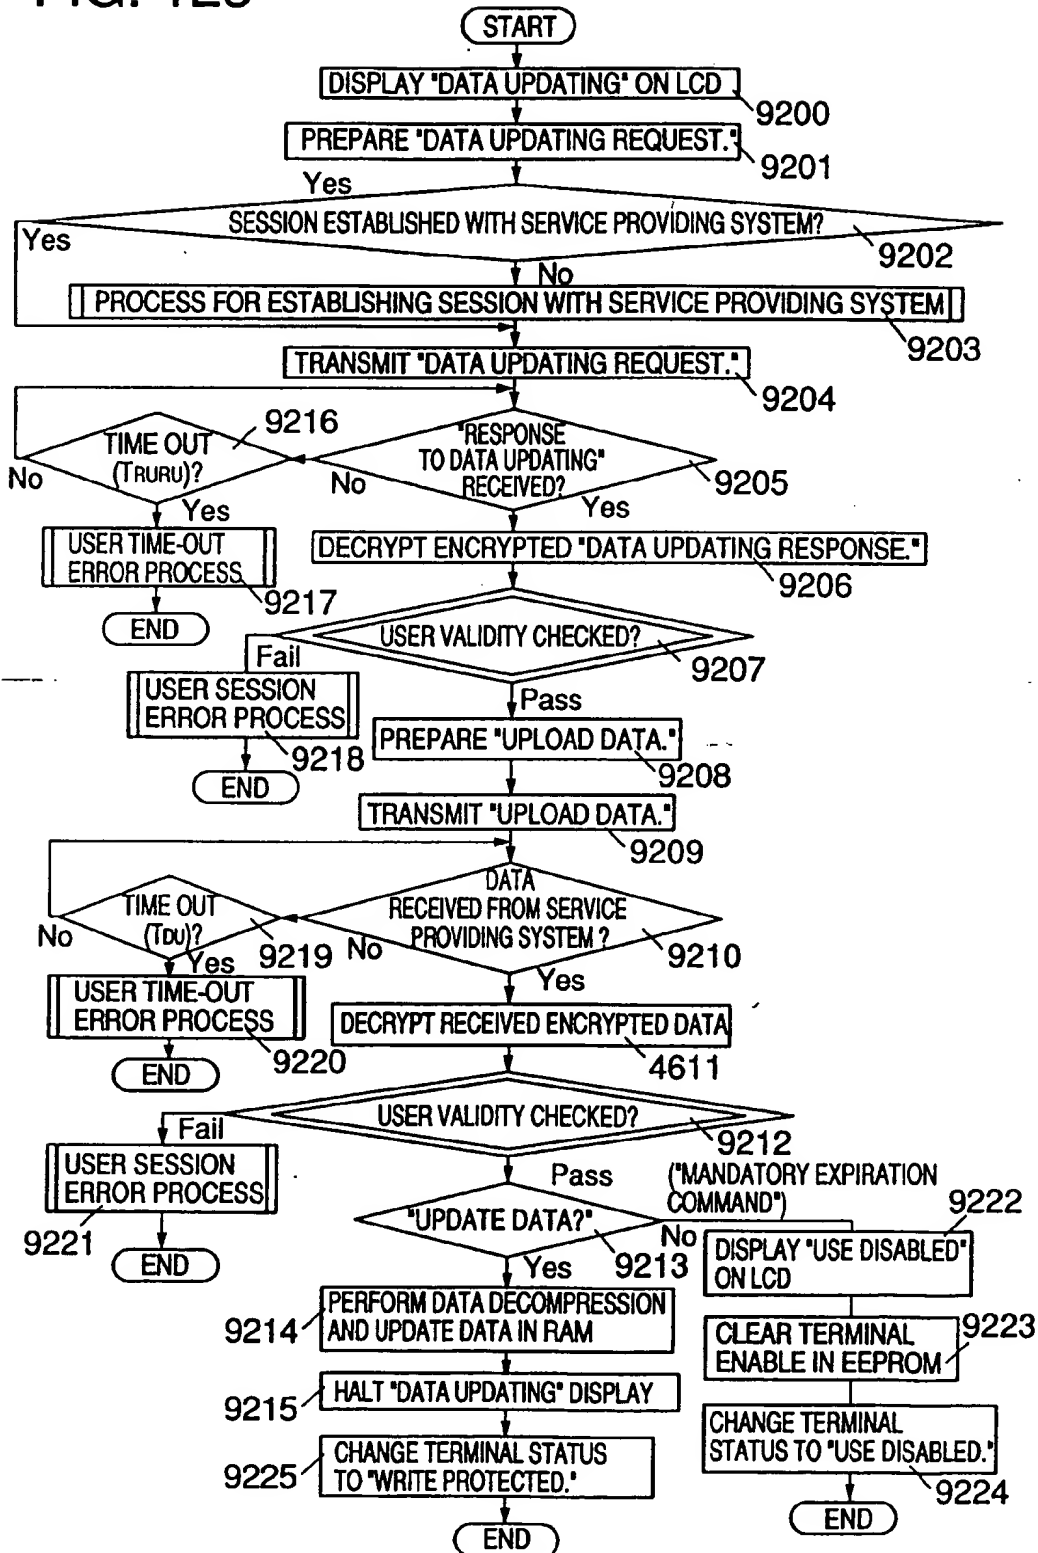 START
DISPLAY "DATA UPDATING" ON LCD
9200
PREPARE "DATA UPDATING REQUEST."
9201
Yes
SESSION ESTABLISHED WITH SERVICE PROVIDING SYSTEM?
Yes
9202
No
PROCESS FOR ESTABLISHING SESSION WITH SERVICE PROVIDING SYSTEM
9203
TRANSMIT "DATA UPDATING REQUEST."
9204
9216
TIME OUT
(TRURU)?
No
"RESPONSE
TO DATA UPDATING"
RECEIVED?
No
9205
Yes
Yes
USER TIME-OUT
ERROR PROCESS
9217
END
DECRYPT ENCRYPTED "DATA UPDATING RESPONSE."
9206
USER VALIDITY CHECKED?
9207
Fail
Pass
USER SESSION
ERROR PROCESS
9218
END
PREPARE "UPLOAD DATA."
9208
TRANSMIT "UPLOAD DATA."
9209
DATA
RECEIVED FROM SERVICE
PROVIDING SYSTEM ?
9210
TIME OUT
(TDU)?
No
9219
No
Yes
Yes
USER TIME-OUT
ERROR PROCESS
9220
END
DECRYPT RECEIVED ENCRYPTED DATA
4611
USER VALIDITY CHECKED?
9212
Fail
Pass
USER SESSION
ERROR PROCESS
9221
END
("MANDATORY EXPIRATION
COMMAND")
"UPDATE DATA?"
No
9213
Yes
9222
DISPLAY "USE DISABLED"
ON LCD
9214
PERFORM DATA DECOMPRESSION
AND UPDATE DATA IN RAM
CLEAR TERMINAL
ENABLE IN EEPROM
9223
9215
HALT "DATA UPDATING" DISPLAY
CHANGE TERMINAL
STATUS TO "USE DISABLED."
9224
9225
CHANGE TERMINAL STATUS
TO "WRITE PROTECTED."
END
END